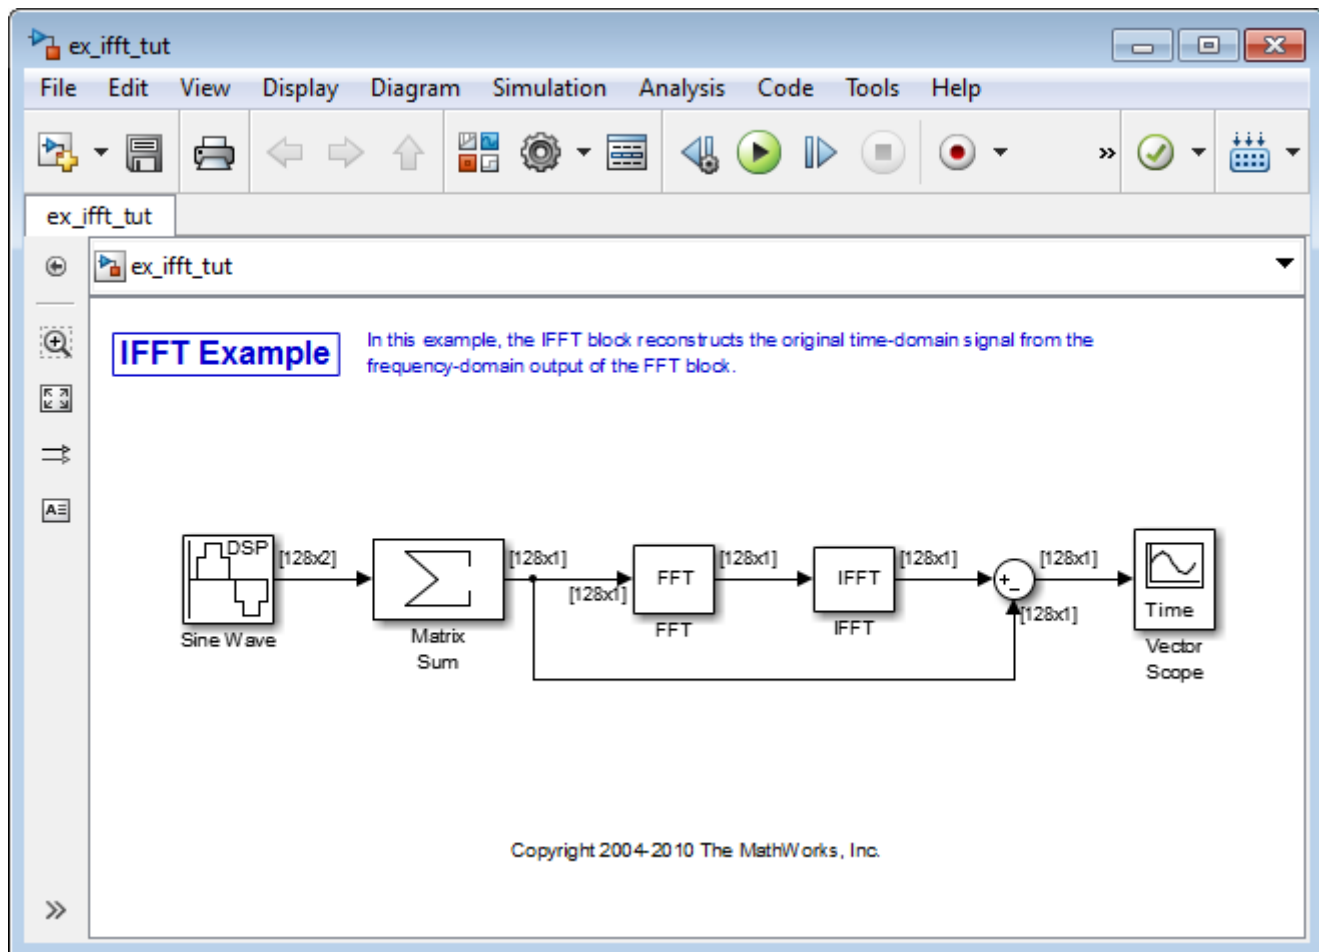 ex_ifft_tut
File Edit View Display Diagram Simulation Analysis Code Tools Help
ex_ifft_tut
ex_ifft_tut
IFFT Example
In this example, the IFFT block reconstructs the original time-domain signal from the
frequency-domain output of the FFT block.
DSP
[128x2]
Sine Wave
Matrix
Sum
[128x1]
[128x1]
FFT
FFT
[128x1]
IFFT
IFFT
[128x1]
+
-
[128x1]
[128x1]
Time
Vector
Scope
Copyright 2004-2010 The MathWorks, Inc.